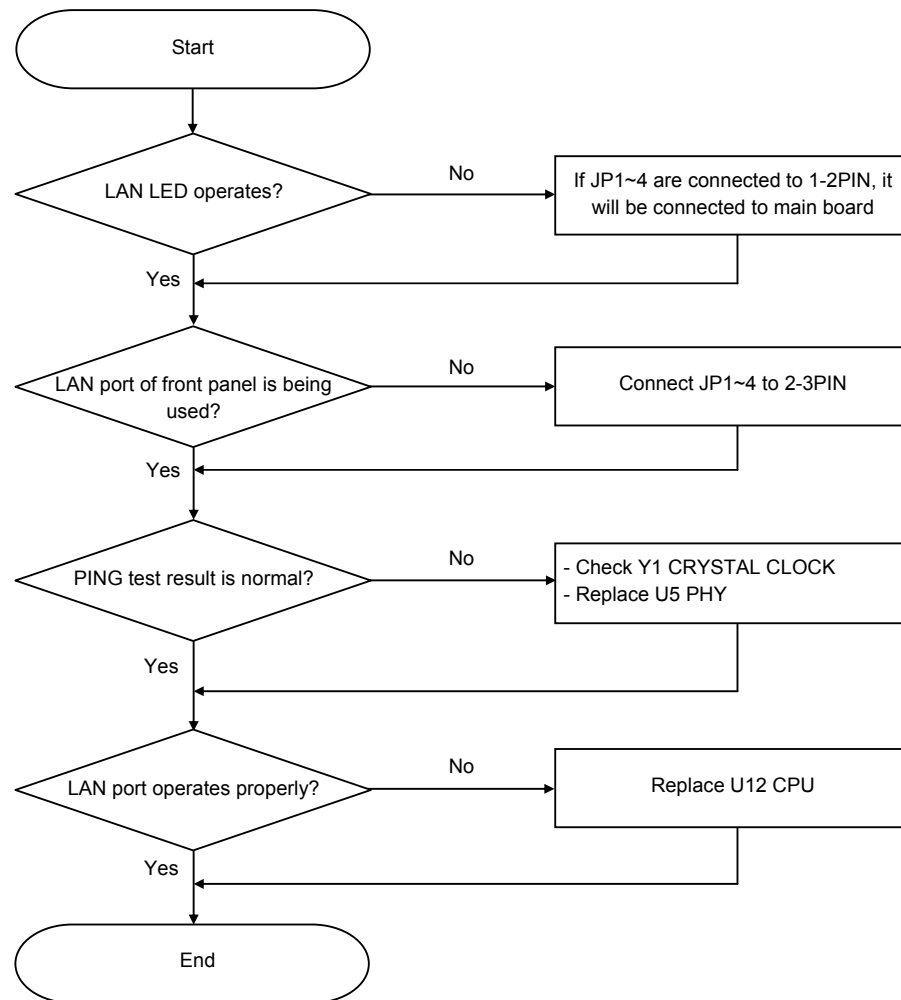 Start
LAN LED operates?
No
If JP1~4 are connected to 1-2PIN, it
will be connected to main board
Yes
LAN port of front panel is being
used?
No
Connect JP1~4 to 2-3PIN
Yes
PING test result is normal?
No
- Check Y1 CRYSTAL CLOCK
- Replace U5 PHY
Yes
LAN port operates properly?
No
Replace U12 CPU
Yes
End